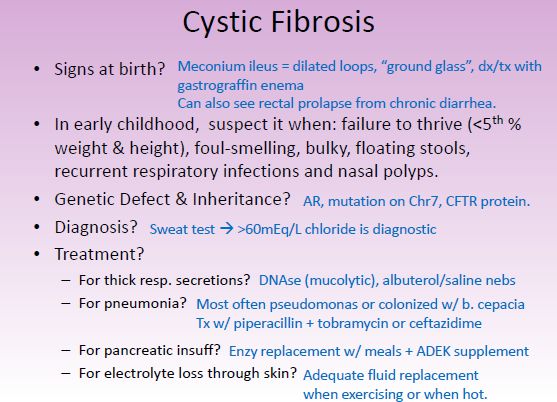 Cystic Fibrosis
• Signs at birth? Meconium ileus = dilated loops, “ground glass”, dx/tx with
gastrograffin enema
Can also see rectal prolapse from chronic diarrhea.
• In early childhood, suspect it when: failure to thrive (<5th %
weight & height), foul-smelling, bulky, floating stools,
recurrent respiratory infections and nasal polyps.
• Genetic Defect & Inheritance? AR, mutation on Chr7, CFTR protein.
• Diagnosis? Sweat test → >60mEq/L chloride is diagnostic
• Treatment?
– For thick resp. secretions? DNAse (mucolytic), albuterol/saline nebs
– For pneumonia? Most often pseudomonas or colonized w/ b. cepacia
Tx w/ piperacillin + tobramycin or ceftazidime
– For pancreatic insuff? Enzy replacement w/ meals + ADEK supplement
– For electrolyte loss through skin? Adequate fluid replacement
when exercising or when hot.